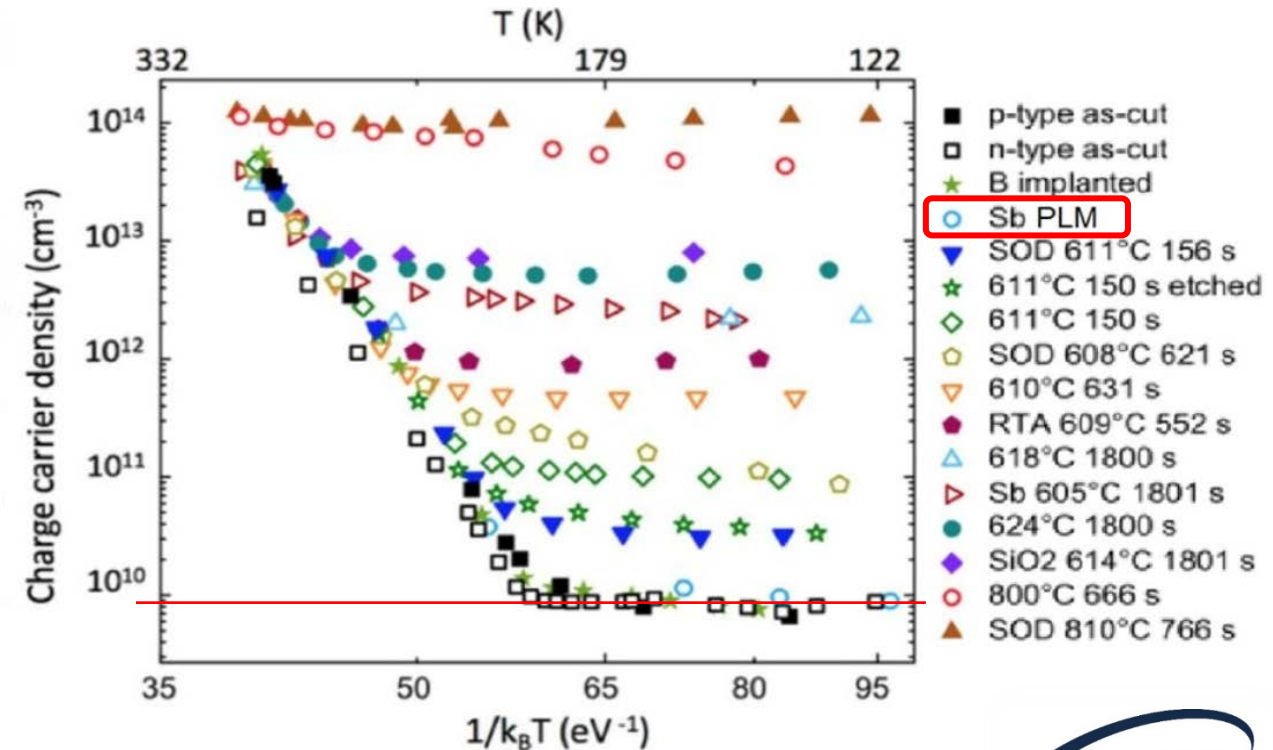 T (K)
332 179 122
10¹⁴
10¹³
10¹²
10¹¹
10¹⁰
Charge carrier density (cm⁻³)
35 50 65 80 95
1/k_BT (eV⁻¹)
p-type as-cut
n-type as-cut
B implanted
Sb PLM
SOD 611°C 156 s
611°C 150 s etched
611°C 150 s
SOD 608°C 621 s
610°C 631 s
RTA 609°C 552 s
618°C 1800 s
Sb 605°C 1801 s
624°C 1800 s
SiO2 614°C 1801 s
800°C 666 s
SOD 810°C 766 s